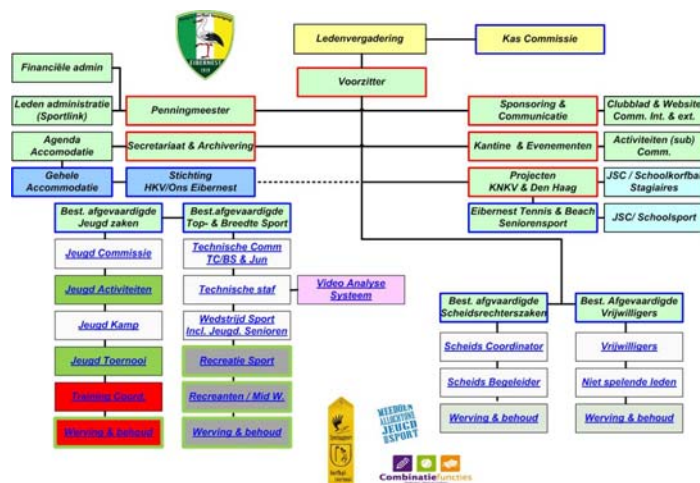 EIBERNEST
Ledenvergadering
Kas Commissie
Financiële admin
Voorzitter
Leden administratie
(Sportlink)
Penningmeester
Sponsoring &
Communicatie
Clubblad & Website
Comm. Int. & ext.
Agenda
Accomodatie
Secretariaat & Archivering
Kantine & Evenementen
Activiteiten (sub)
Comm.
Gehele
Accommodatie
Stichting
HKV/Ons Eibernest
Projecten
KNKV & Den Haag
JSC / Schoolkorfbal
Stagiaires
Eibernest Tennis & Beach
Seniorensport
JSC/ Schoolsport
Best. afgevaardigde
Jeugd zaken
Best.afgevaardigde
Top- & Breedte Sport
Jeugd Commissie
Technische Comm
TC/BS & Jun
Jeugd Activiteiten
Technische staf
Video Analyse
Systeem
Jeugd Kamp
Wedstrijd Sport
Incl. Jeugd. Senioren
Jeugd Toernooi
Recreatie Sport
Training Coord.
Recreanten / Mid W.
Werving & behoud
Werving & behoud
Best. afgvaardigde
Scheidsrechterszaken
Best. Afgevaardigde
Vrijwilligers
Scheids Coordinator
Vrijwilligers
Scheids Begeleider
Niet spelende leden
Werving & behoud
Werving & behoud
MEEDOEN
ALLOCHTONE
JEUGD
SPORT
Combinatiefuncties